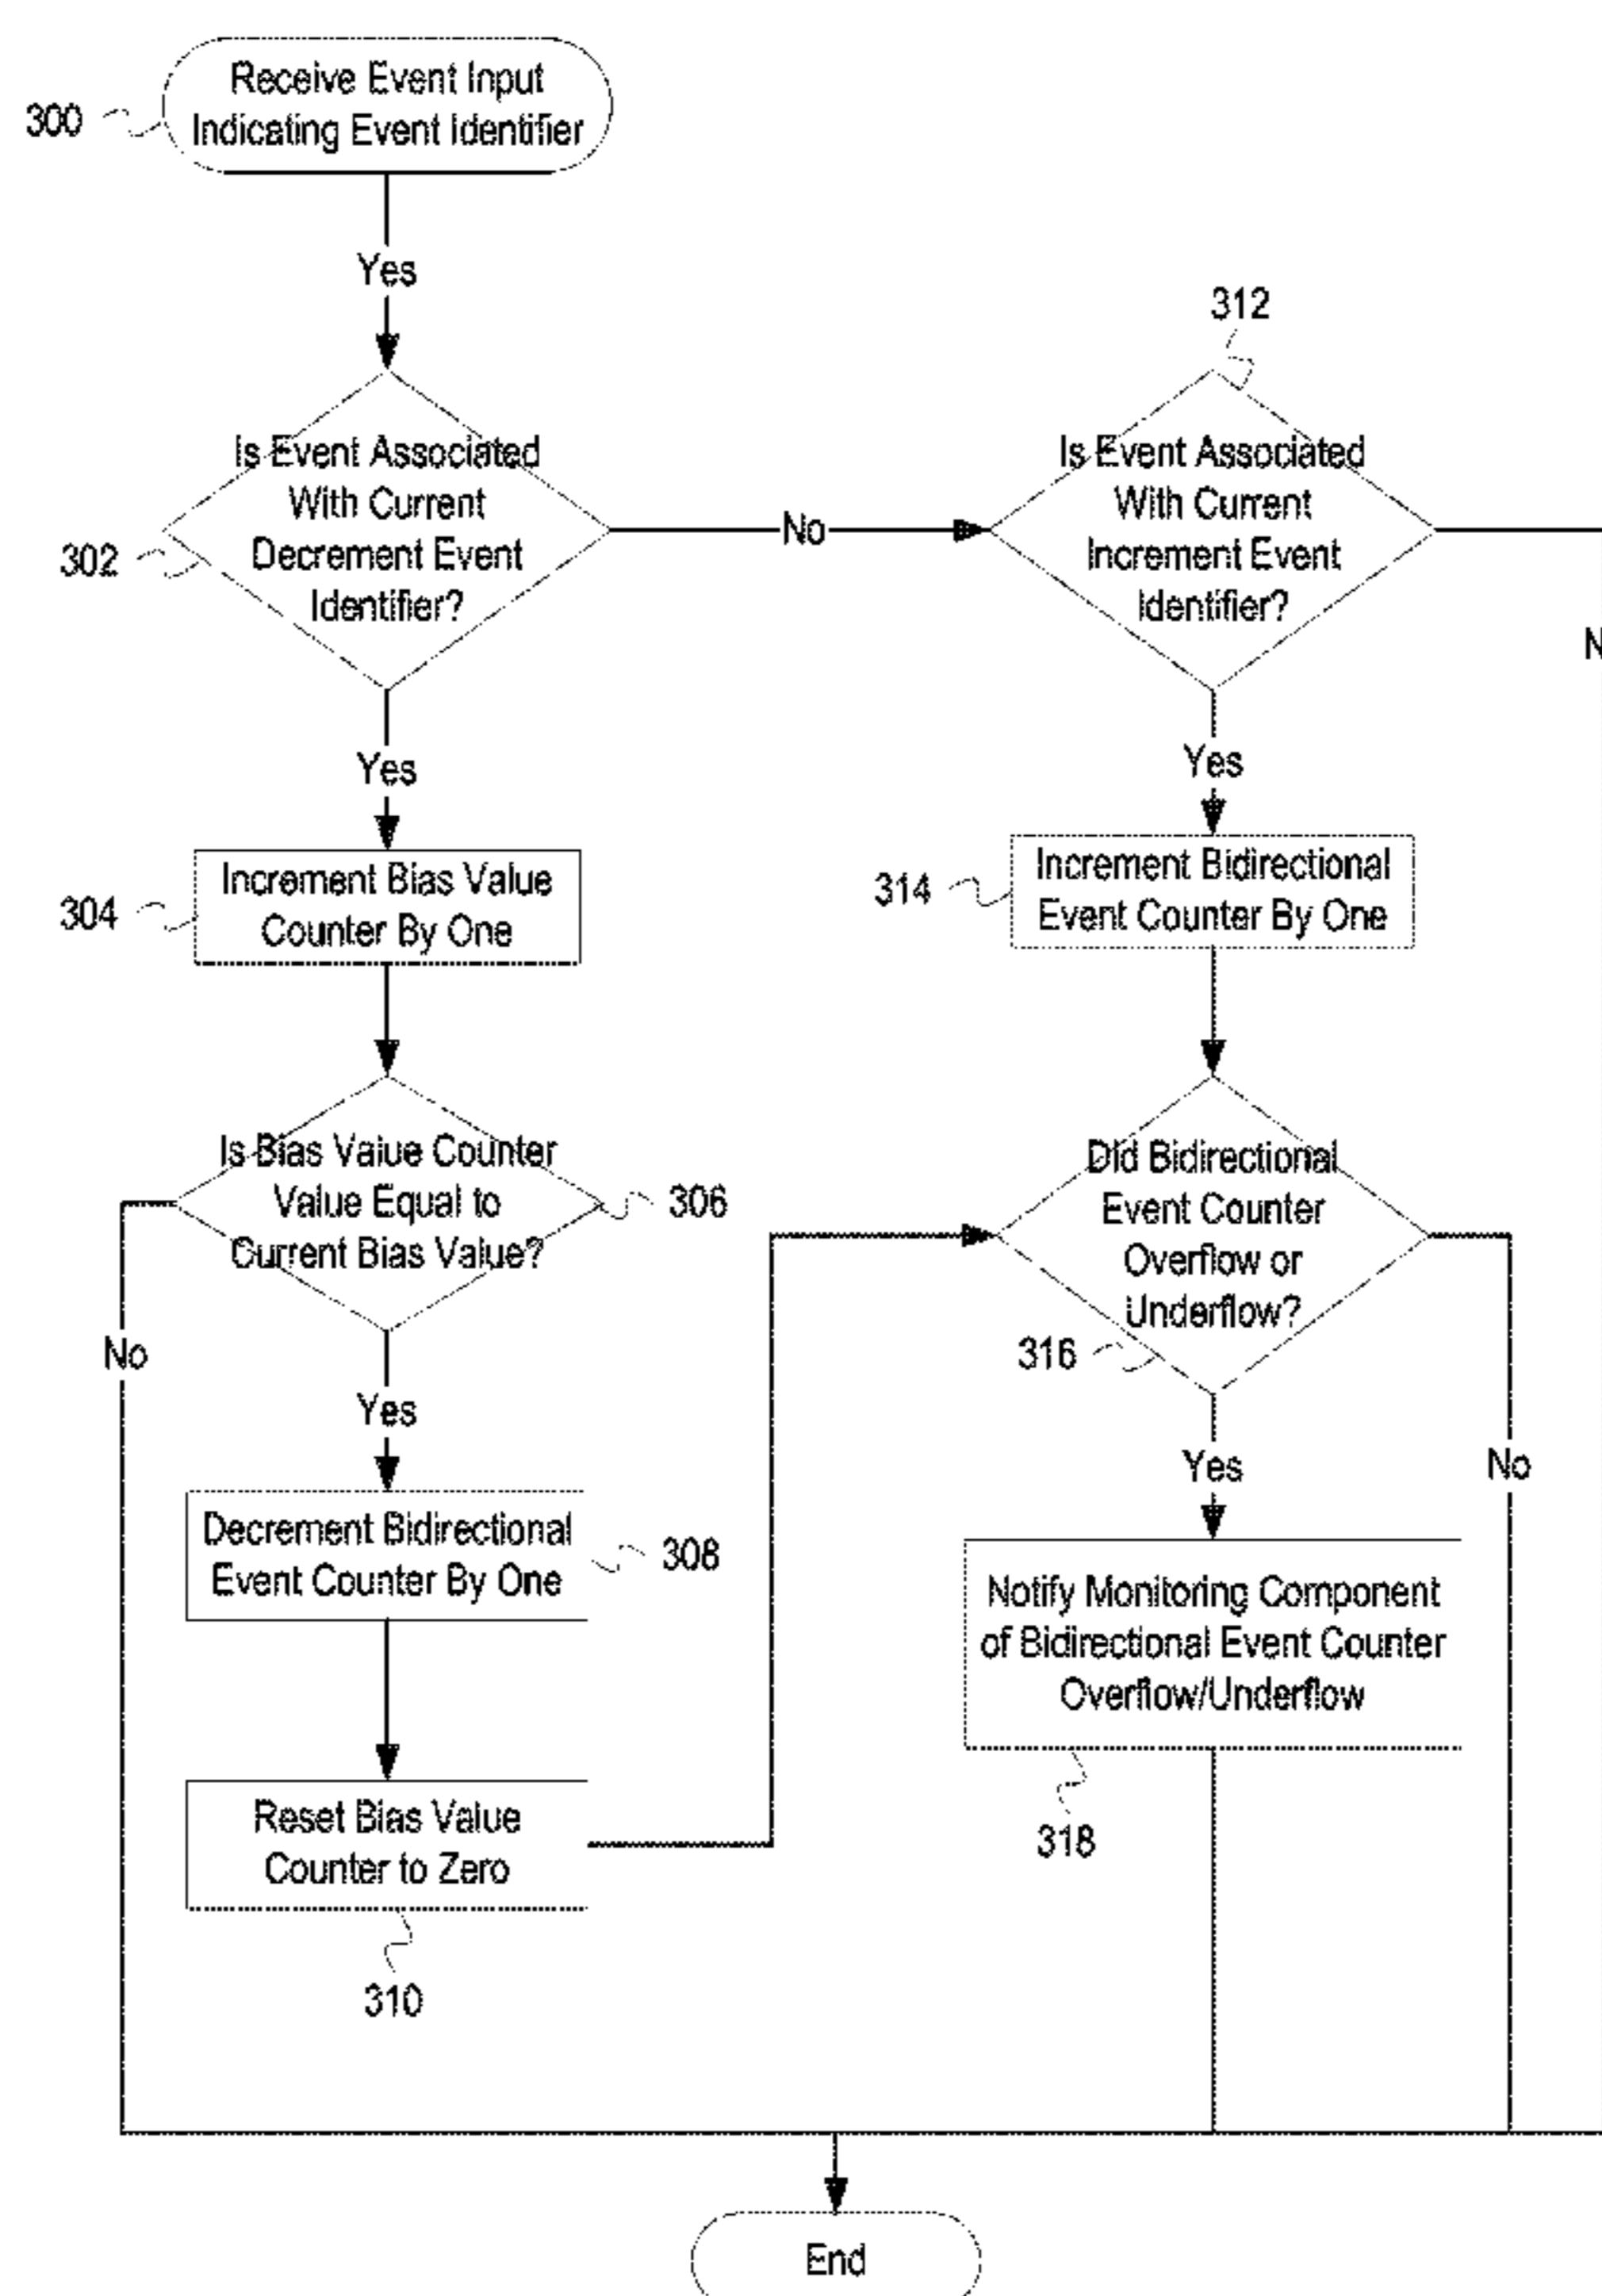 Receive Event Input
Indicating Event Identifier
300
Yes
312
Is Event Associated
With Current
Decrement Event
Identifier?
302
No
Is Event Associated
With Current
Increment Event
Identifier?
Yes
Yes
Increment Bias Value
Counter By One
304
Increment Bidirectional
Event Counter By One
314
Is Bias Value Counter
Value Equal to
Current Bias Value?
306
Did Bidirectional
Event Counter
Overflow or
Underflow?
316
No
Yes
Yes
No
Decrement Bidirectional
Event Counter By One
308
Notify Monitoring Component
of Bidirectional Event Counter
Overflow/Underflow
318
Reset Bias Value
Counter to Zero
310
End